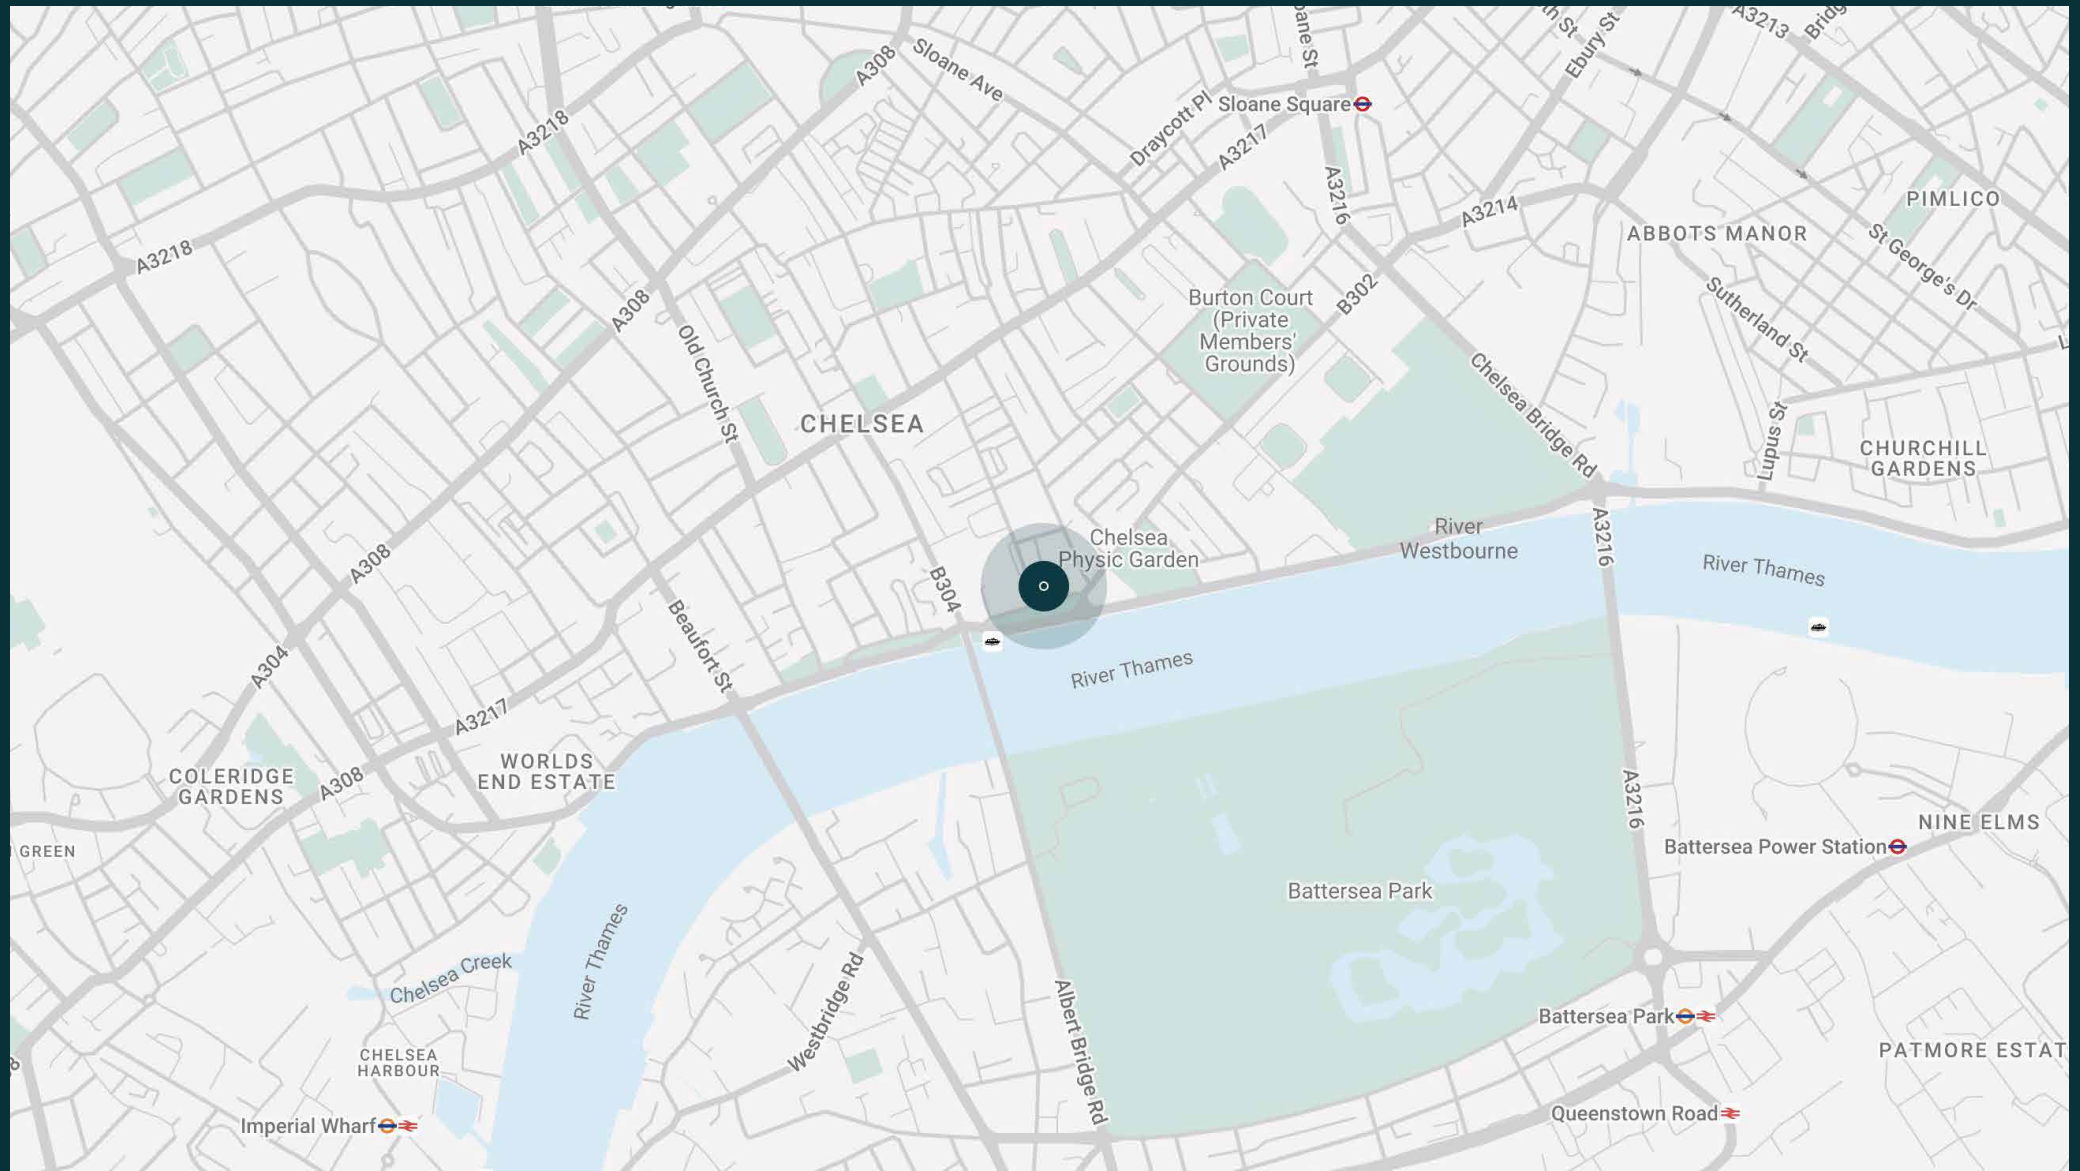 A3213
Sloane Ave
A308
Ebury St
A3218
Sloane Square
Draycott Pl
A3217
A3216
A3214
PIMLICO
ABBOTS MANOR
St George's Dr
A3218
Sutherland St
B302
Burton Court
(Private
Members'
Grounds)
A308
Old Church St
Chelsea Bridge Rd
CHELSEA
Lupus St
CHURCHILL
GARDENS
River
Westbourne
A3216
Chelsea
Physic Garden
River Thames
A308
B304
Beaufort St
A304
River Thames
A3217
WORLDS
END ESTATE
COLERIDGE
GARDENS
A308
A3216
NINE ELMS
Battersea Power Station
GREEN
Battersea Park
River Thames
Chelsea Creek
Westbridge Rd
Albert Bridge Rd
Battersea Park
CHELSEA
HARBOUR
PATMORE ESTAT
Imperial Wharf
Queenstown Road